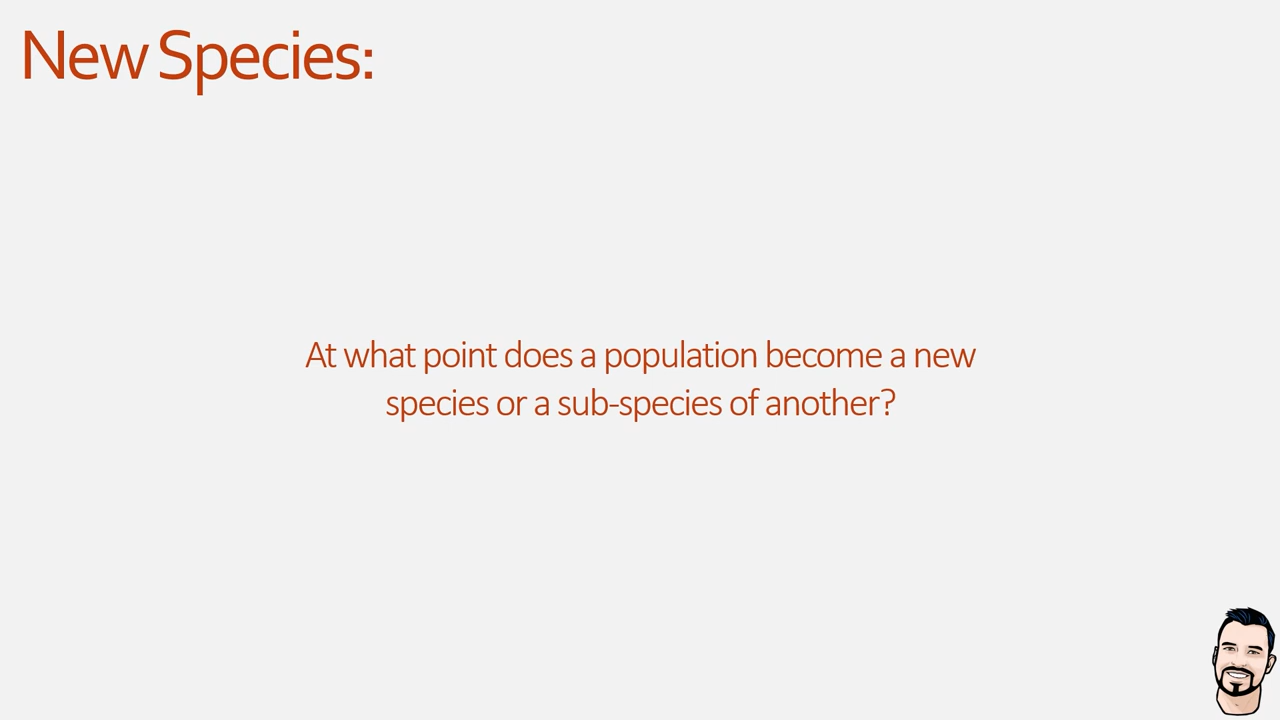 New Species:
At what point does a population become a new
species or a sub-species of another?